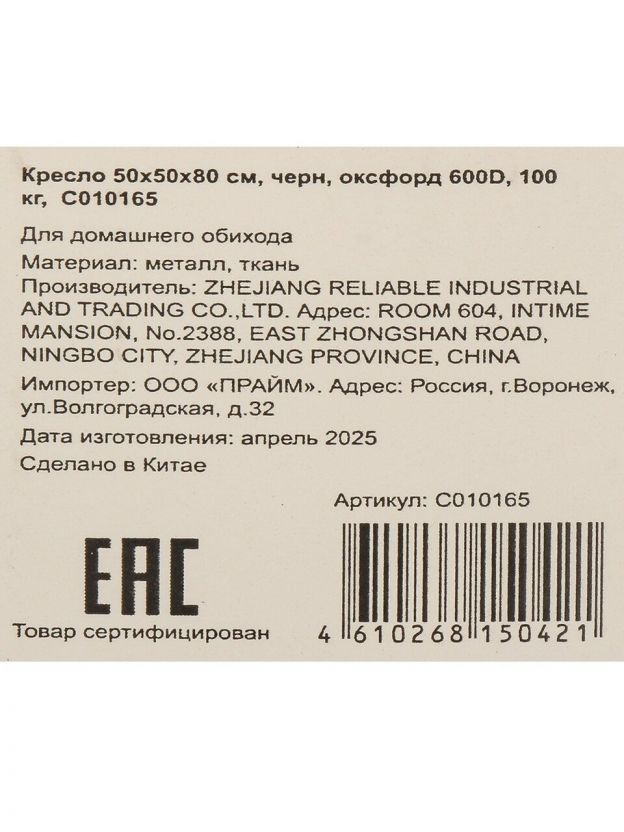 Кресло 50х50х80 см, черн, оксфорд 600D, 100
кг,  С010165
Для домашнего обихода
Материал: металл, ткань
Производитель: ZHEJIANG RELIABLE INDUSTRIAL
AND TRADING CO.,LTD. Адрес: ROOM 604, INTIME
MANSION, No.2388, EAST ZHONGSHAN ROAD,
NINGBO CITY, ZHEJIANG PROVINCE, CHINA
Импортер: ООО «ПРАЙМ». Адрес: Россия, г.Воронеж,
ул.Волгоградская, д.32
Дата изготовления: апрель 2025
Сделано в Китае
Артикул: С010165
ЕАС
Товар сертифицирован
4 610268 150421